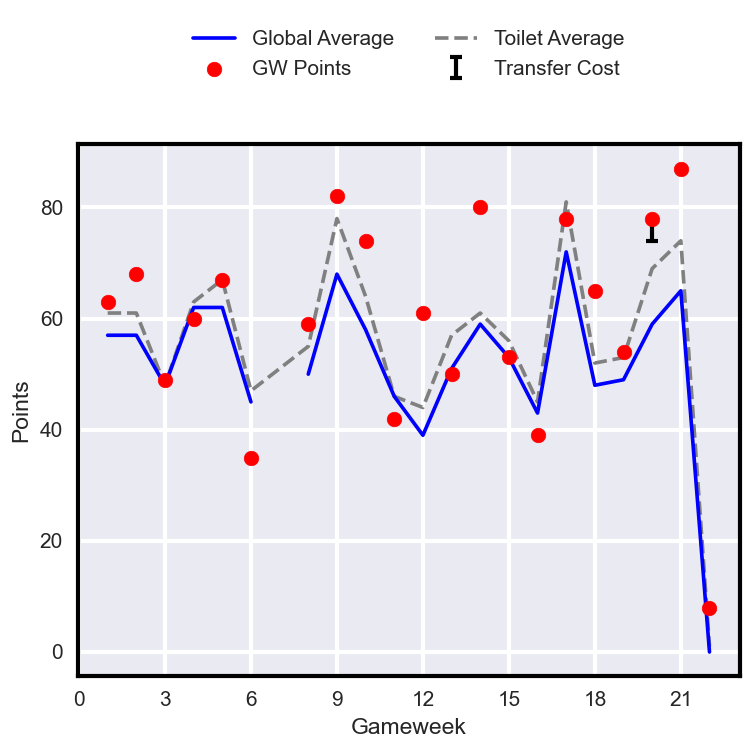 Global Average Toilet Average
GW Points Transfer Cost
80
60
40
20
0
Points
0 3 6 9 12 15 18 21
Gameweek